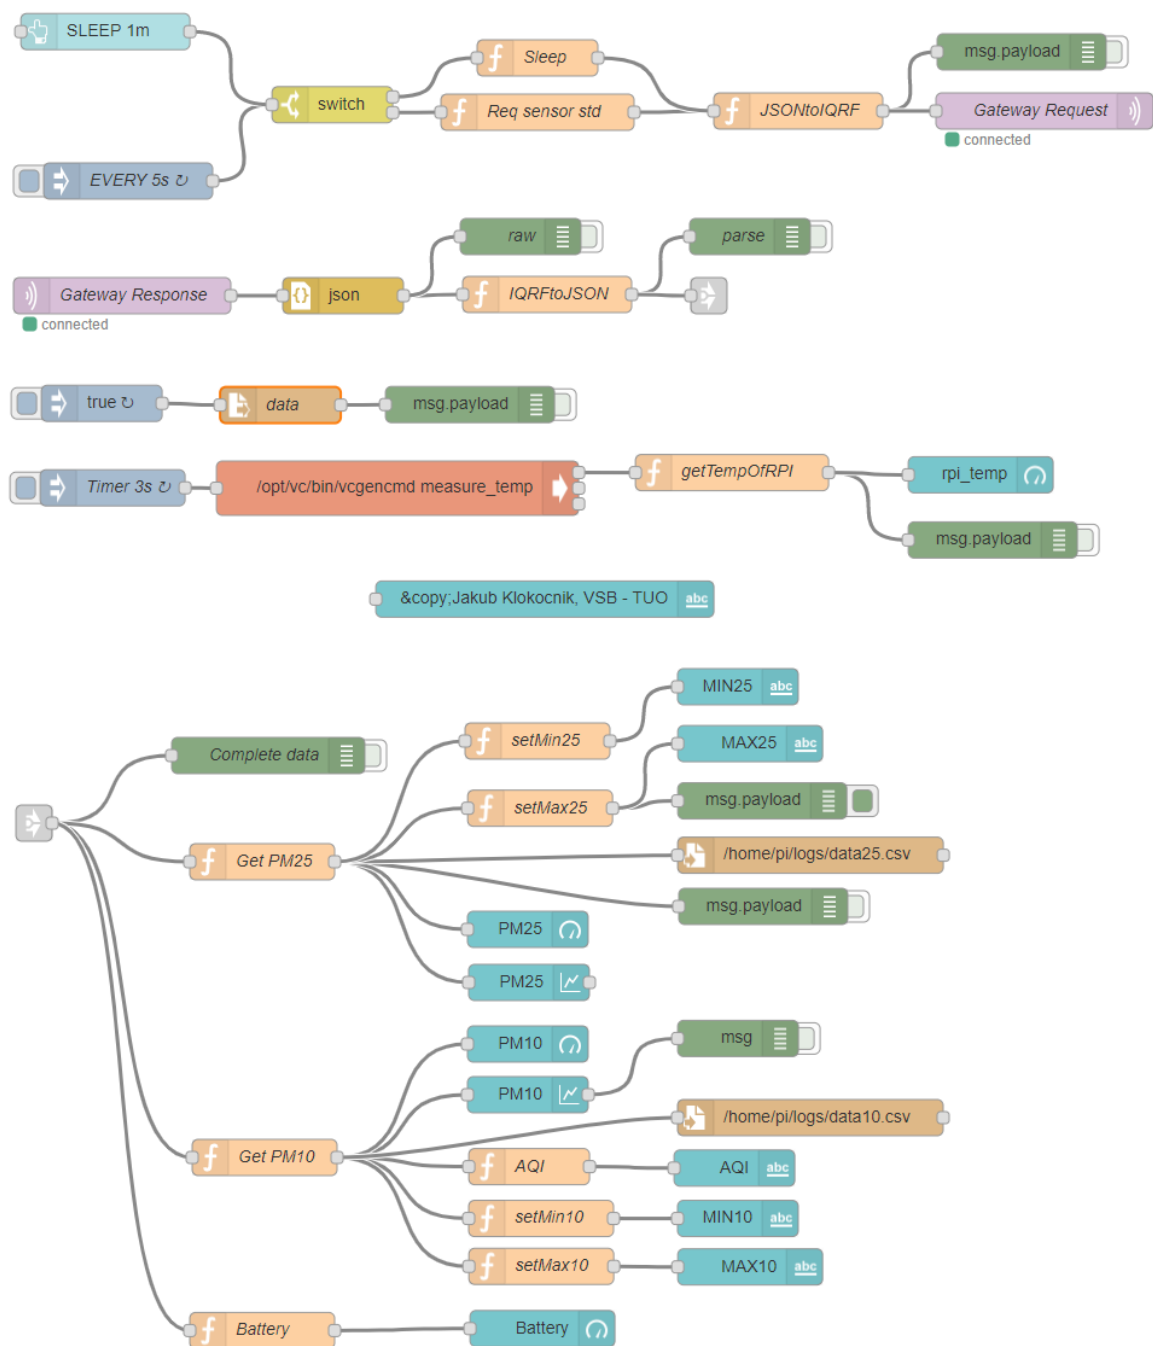 SLEEP 1m
switch
Sleep
Req sensor std
JSONtoIQRF
msg.payload
Gateway Request
connected
EVERY 5s ↻
raw
parse
Gateway Response
json
IQRFtoJSON
connected
true ↻
data
msg.payload
Timer 3s ↻
/opt/vc/bin/vcgencmd measure_temp
getTempOfRPI
rpi_temp
msg.payload
&copy;Jakub Klokocnik, VSB - TUO
abc
MIN25
abc
setMin25
MAX25
abc
Complete data
setMax25
msg.payload
Get PM25
/home/pi/logs/data25.csv
msg.payload
PM25
PM25
PM10
msg
PM10
/home/pi/logs/data10.csv
Get PM10
AQI
AQI
abc
setMin10
MIN10
abc
setMax10
MAX10
abc
Battery
Battery